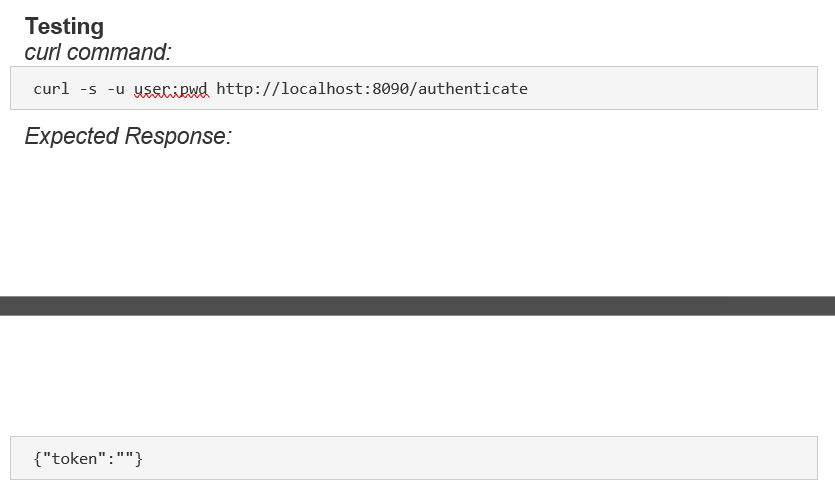 Testing
curl command:
curl -s -u user:pwd http://localhost:8090/authenticate
Expected Response:
{"token":""}